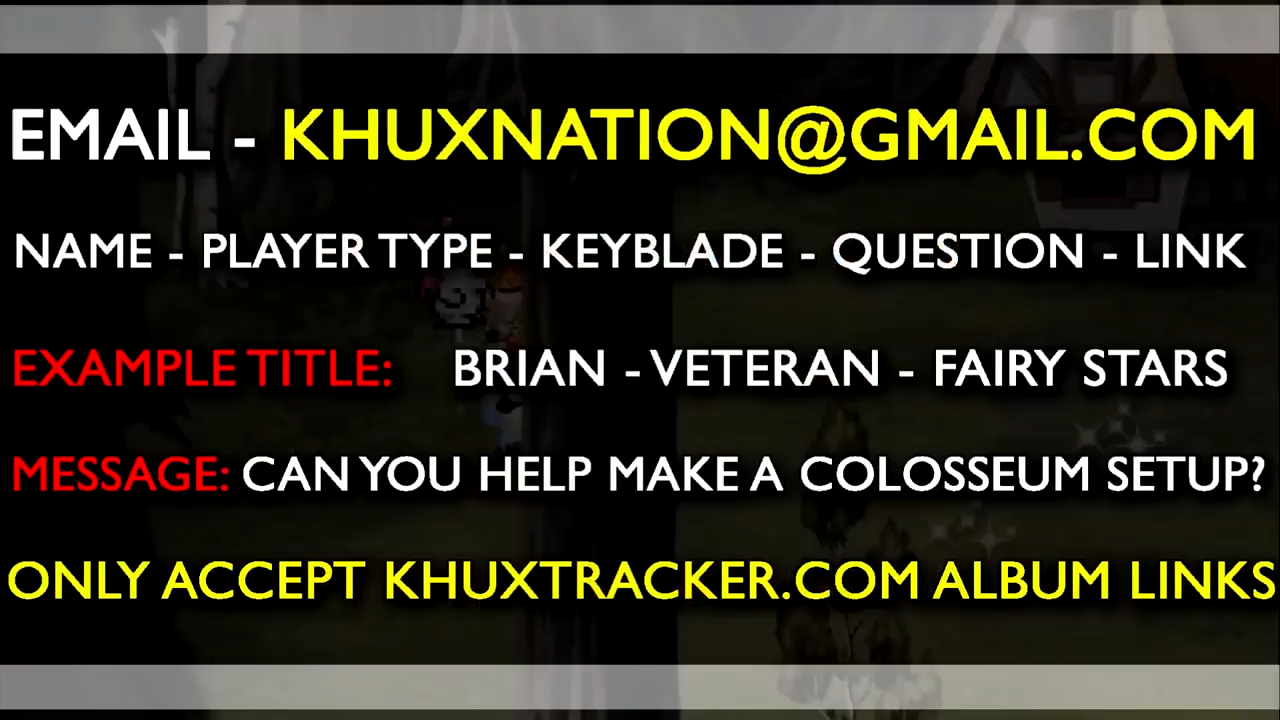 EMAIL - KHUXNATION@GMAIL.COM
NAME - PLAYER TYPE - KEYBLADE - QUESTION - LINK
EXAMPLE TITLE: BRIAN - VETERAN - FAIRY STARS
MESSAGE: CAN YOU HELP MAKE A COLOSSEUM SETUP?
ONLY ACCEPT KHUXTRACKER.COM ALBUM LINKS